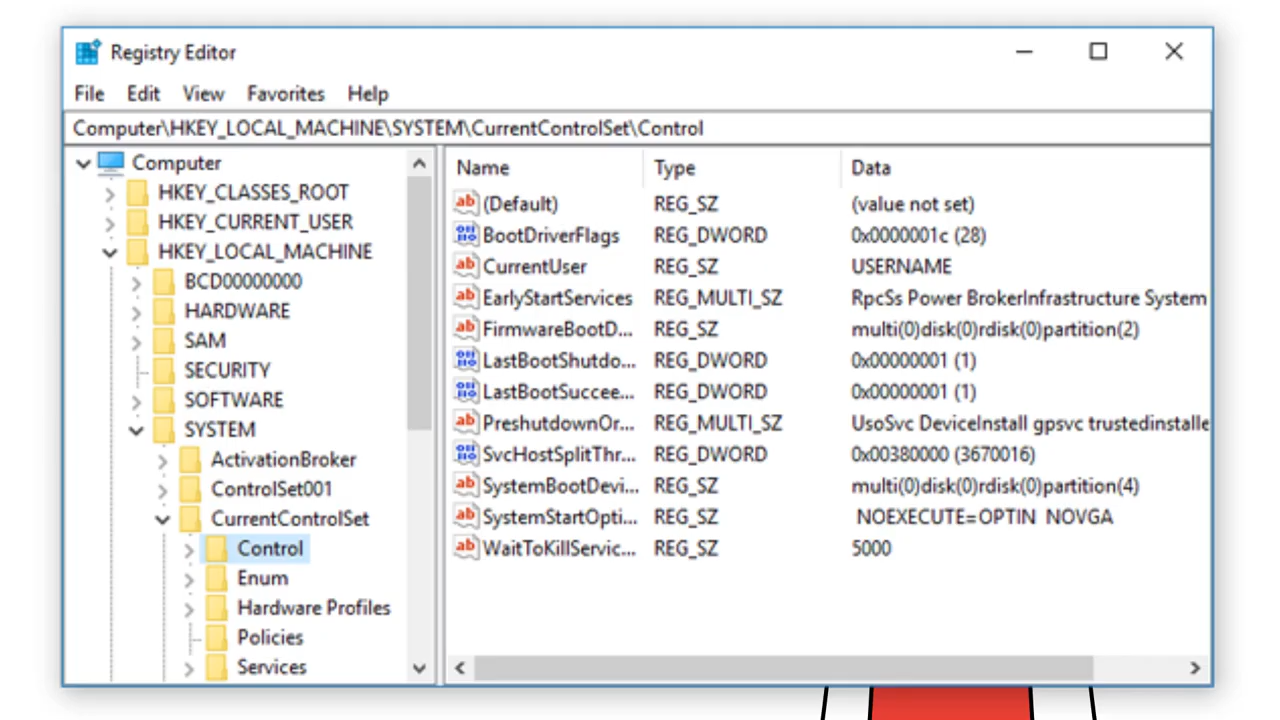 Registry Editor
File Edit View Favorites Help
Computer\HKEY_LOCAL_MACHINE\SYSTEM\CurrentControlSet\Control
Computer
HKEY_CLASSES_ROOT
HKEY_CURRENT_USER
HKEY_LOCAL_MACHINE
BCD00000000
HARDWARE
SAM
SECURITY
SOFTWARE
SYSTEM
ActivationBroker
ControlSet001
CurrentControlSet
Control
Enum
Hardware Profiles
Policies
Services
Name Type Data
(Default) REG_SZ (value not set)
BootDriverFlags REG_DWORD 0x0000001c (28)
CurrentUser REG_SZ USERNAME
EarlyStartServices REG_MULTI_SZ RpcSs Power BrokerInfrastructure System
FirmwareBootD... REG_SZ multi(0)disk(0)rdisk(0)partition(2)
LastBootShutdo... REG_DWORD 0x00000001 (1)
LastBootSuccee... REG_DWORD 0x00000001 (1)
PreshutdownOr... REG_MULTI_SZ UsoSvc DeviceInstall gpsvc trustedinstalle
SvcHostSplitThr... REG_DWORD 0x00380000 (3670016)
SystemBootDevi... REG_SZ multi(0)disk(0)rdisk(0)partition(4)
SystemStartOpti... REG_SZ NOEXECUTE=OPTIN NOVGA
WaitToKillServic... REG_SZ 5000